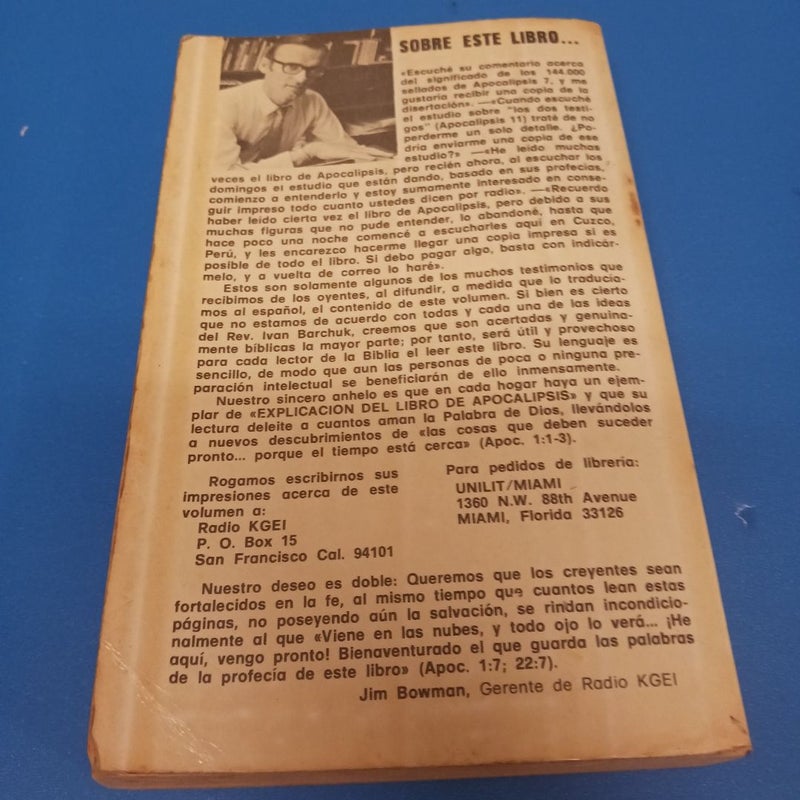 SOBRE ESTE LIBRO...
«Escuché su comentario acerca
del significado de los 144.000
sellados de Apocalipsis 7, y me
gustaría recibir una copia de la
disertación». —«Cuando escuché
el estudio sobre "los dos testi-
gos" (Apocalipsis 11) traté de no
perderme un solo detalle. ¿Po-
dría enviarme una copia de ese
estudio?» —«He leído muchas
veces el libro de Apocalipsis, pero recién ahora, al escuchar los
domingos el estudio que están dando, basado en sus profecías,
comienzo a entenderlo y estoy sumamente interesado en conse-
guir impreso todo cuanto ustedes dicen por radio». —«Recuerdo
haber leído cierta vez el libro de Apocalipsis, pero debido a sus
muchas figuras que no pude entender, lo abandoné, hasta que
hace poco una noche comencé a escucharles aquí en Cuzco,
Perú, y les encarezco hacerme llegar una copia impresa si es
posible de todo el libro. Si debo pagar algo, basta con indicár-
melo, y a vuelta de correo lo haré».
Estos son solamente algunos de los muchos testimonios que
recibimos de los oyentes, al difundir, a medida que lo traducía-
mos al español, el contenido de este volumen. Si bien es cierto
que no estamos de acuerdo con todas y cada una de las ideas
del Rev. Ivan Barchuk, creemos que son acertadas y genuina-
mente bíblicas la mayor parte; por tanto, será útil y provechoso
para cada lector de la Biblia el leer este libro. Su lenguaje es
sencillo, de modo que aun las personas de poca o ninguna pre-
paración intelectual se beneficiarán de ello inmensamente.
Nuestro sincero anhelo es que en cada hogar haya un ejem-
plar de «EXPLICACION DEL LIBRO DE APOCALIPSIS» y que su
lectura deleite a cuantos aman la Palabra de Dios, llevándolos
a nuevos descubrimientos de «las cosas que deben suceder
pronto... porque el tiempo está cerca» (Apoc. 1:1-3).
Rogamos escribirnos sus
impresiones acerca de este
volumen a:
Radio KGEI
P. O. Box 15
San Francisco Cal. 94101
Para pedidos de librería:
UNILIT/MIAMI
1360 N.W. 88th Avenue
MIAMI, Florida 33126
Nuestro deseo es doble: Queremos que los creyentes sean
fortalecidos en la fe, al mismo tiempo que cuantos lean estas
páginas, no poseyendo aún la salvación, se rindan incondicio-
nalmente al que «Viene en las nubes, y todo ojo lo verá... ¡He
aquí, vengo pronto! Bienaventurado el que guarda las palabras
de la profecía de este libro» (Apoc. 1:7; 22:7).
Jim Bowman, Gerente de Radio KGEI